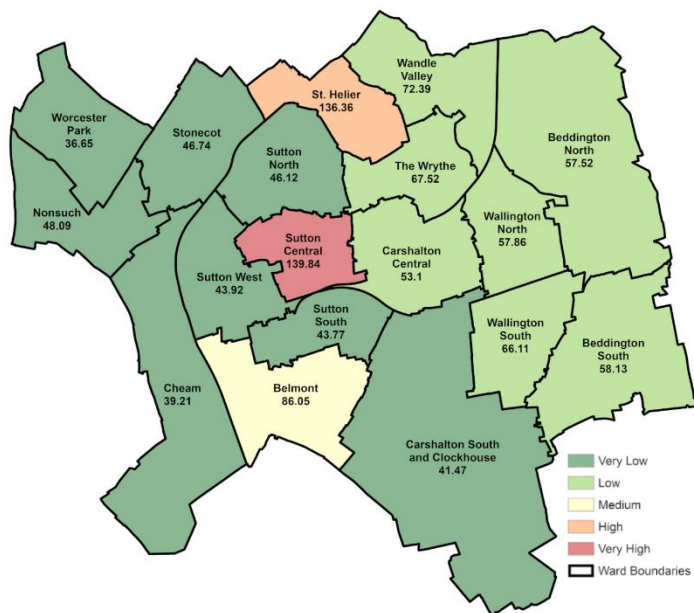 Wandle
Valley
72.39
St. Helier
136.36
Worcester
Park
36.65
Stonecot
46.74
Sutton
North
46.12
The Wrythe
67.52
Beddington
North
57.52
Nonsuch
48.09
Sutton West
43.92
Sutton
Central
139.84
Carshalton
Central
53.1
Wallington
North
57.86
Sutton
South
43.77
Wallington
South
66.11
Beddington
South
58.13
Cheam
39.21
Belmont
86.05
Carshalton South
and Clockhouse
41.47
Very Low
Low
Medium
High
Very High
Ward Boundaries